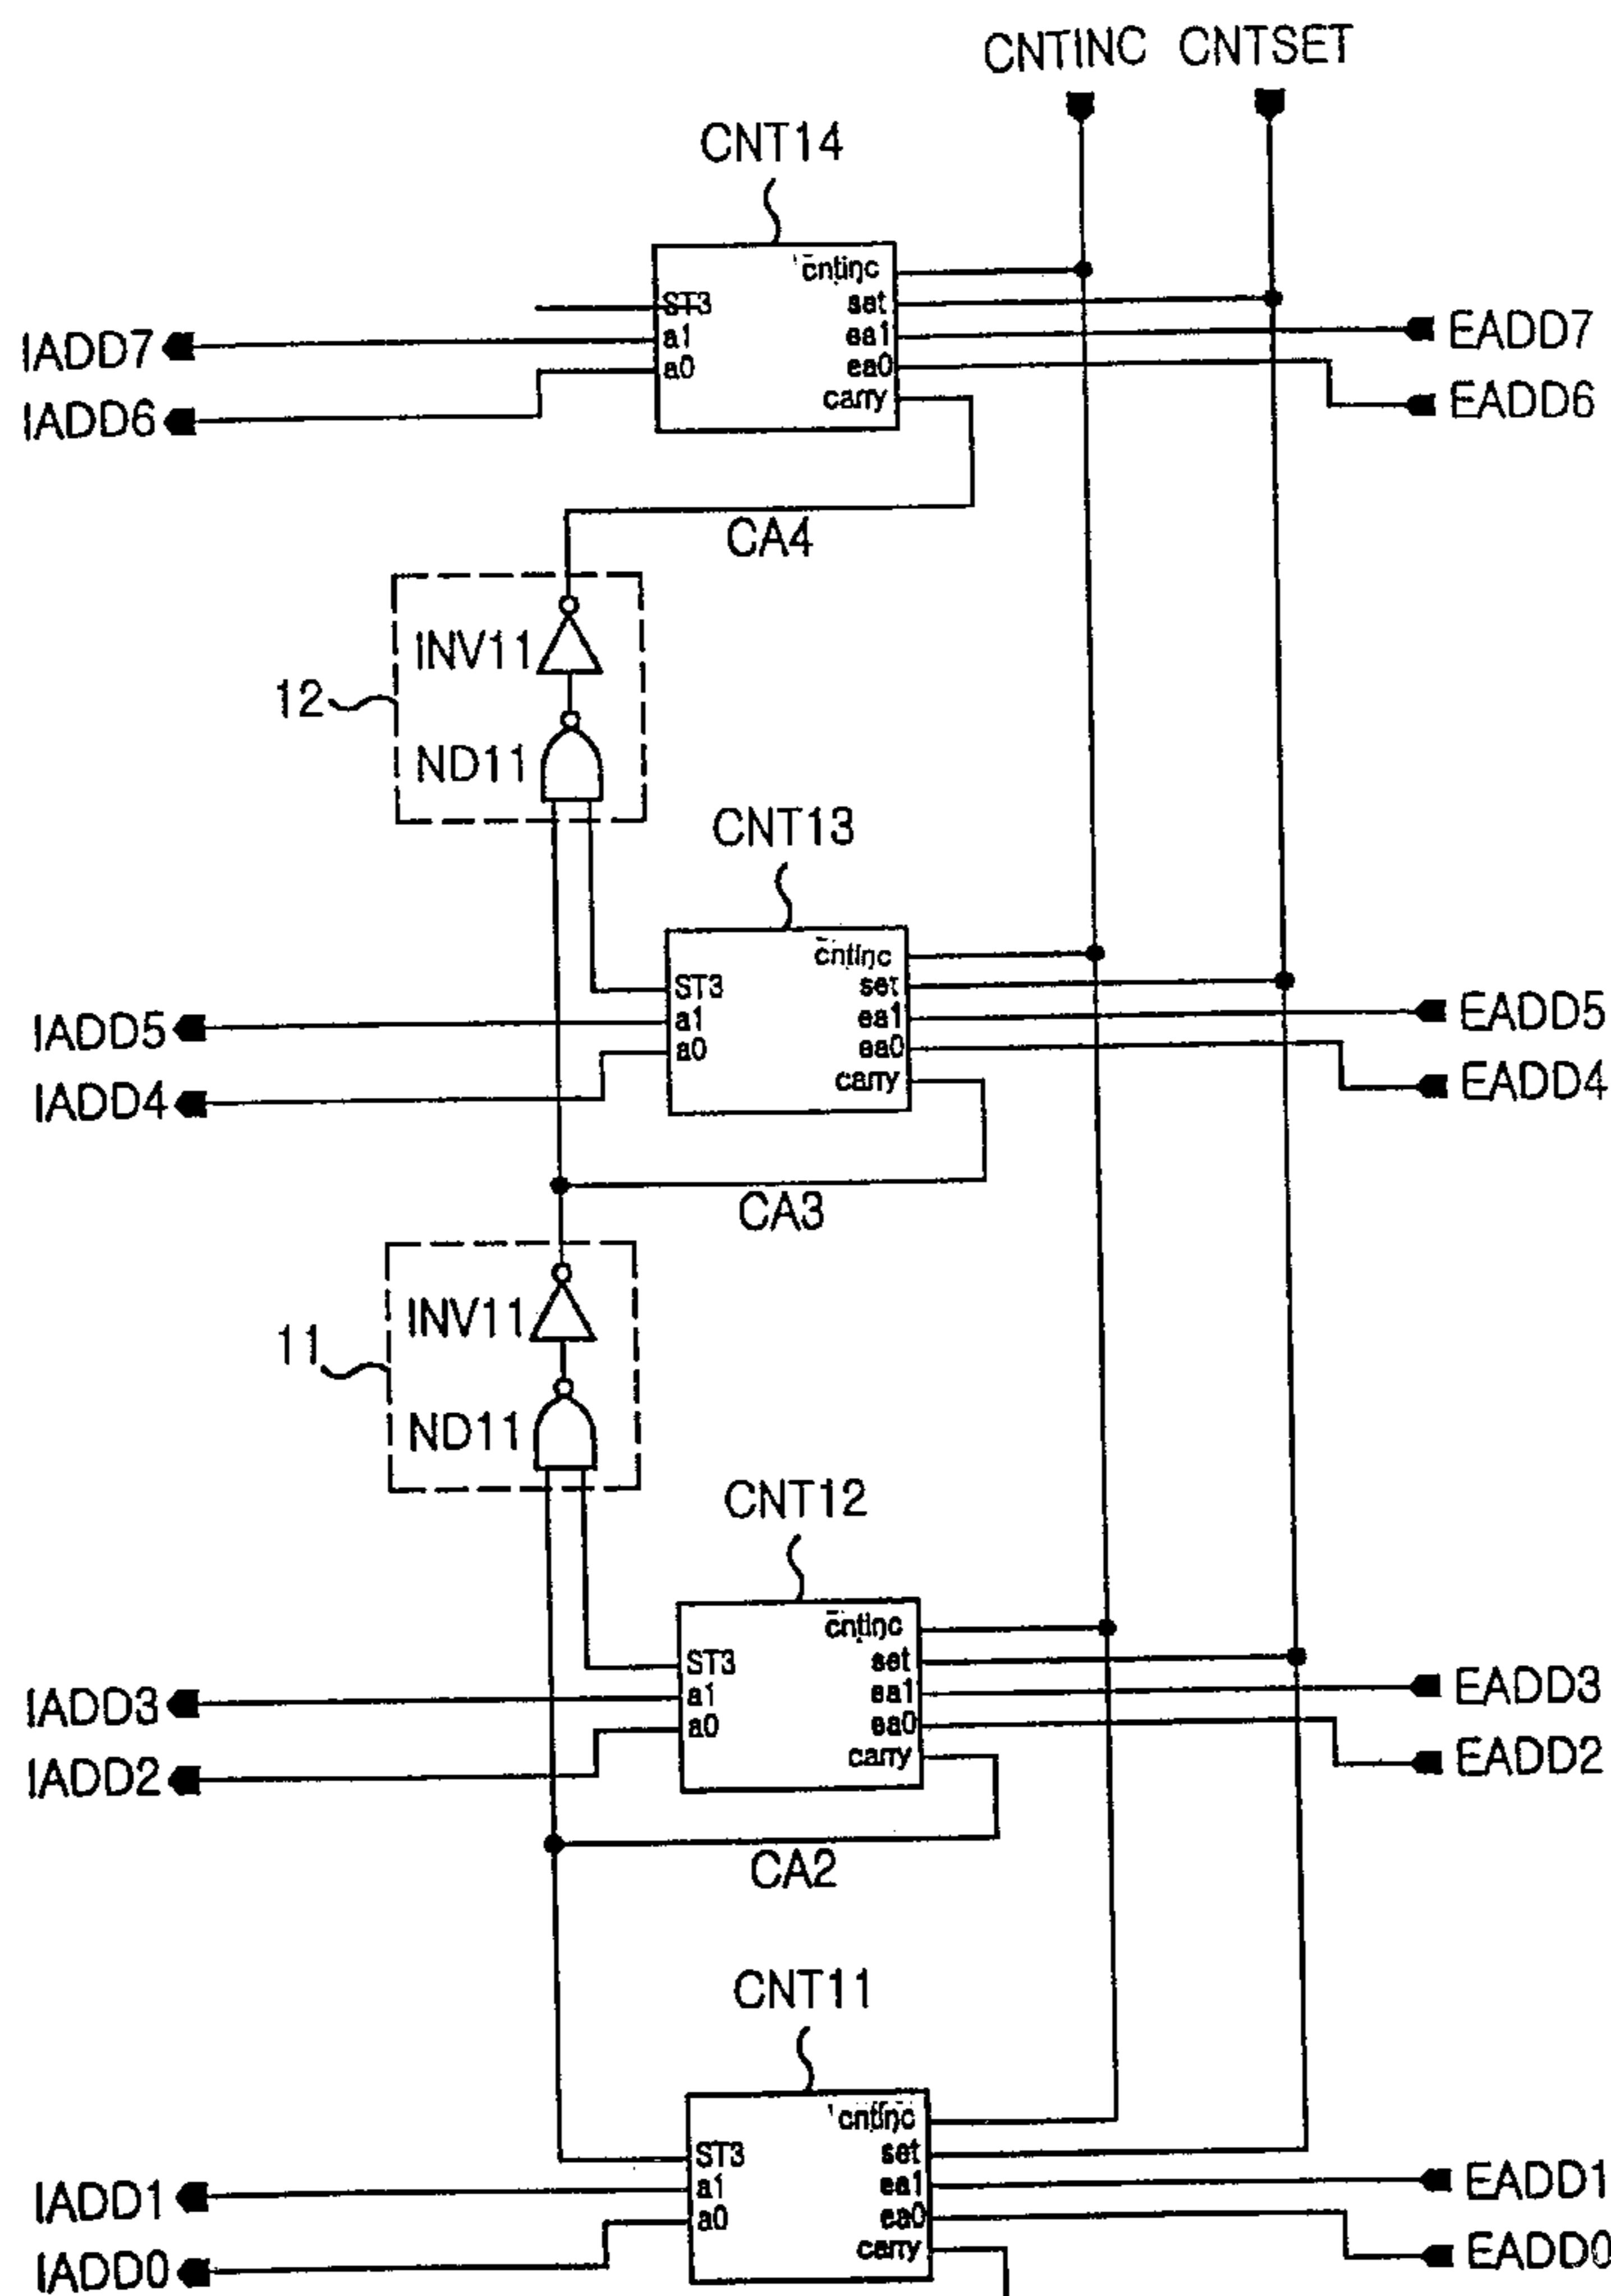 CNTINC CNTSET
CNT14
cntinc
ST3 set
IADD7 a1 ea1 EADD7
IADD6 a0 ea0 EADD6
carry
CA4
INV11
12
ND11
CNT13
cntinc
ST3 set
IADD5 a1 ea1 EADD5
IADD4 a0 ea0 EADD4
carry
CA3
INV11
11
ND11
CNT12
cntinc
ST3 set
IADD3 a1 ea1 EADD3
IADD2 a0 ea0 EADD2
carry
CA2
CNT11
cntinc
ST3 set
IADD1 a1 ea1 EADD1
IADD0 a0 ea0 EADD0
carry